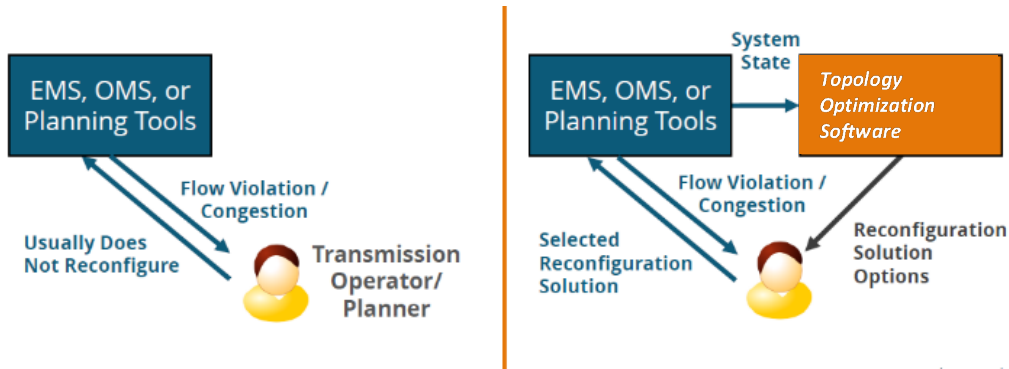 EMS, OMS, or
Planning Tools
Flow Violation /
Congestion
Usually Does
Not Reconfigure
Transmission
Operator/
Planner
System
State
EMS, OMS, or
Planning Tools
Topology
Optimization
Software
Flow Violation /
Congestion
Selected
Reconfiguration
Solution
Reconfiguration
Solution
Options